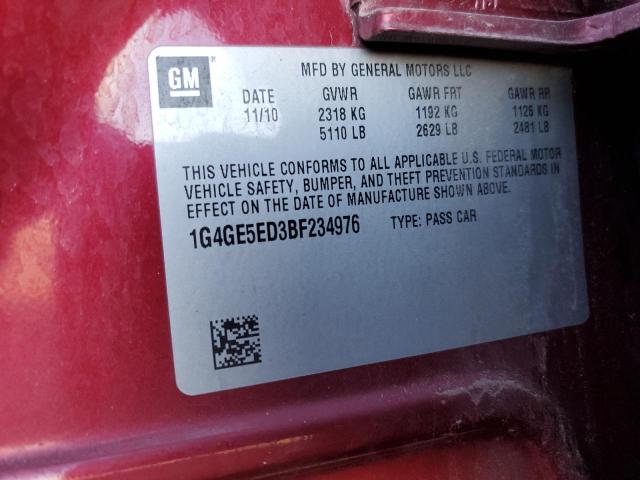 GM
MFD BY GENERAL MOTORS LLC
DATE GVWR GAWR FRT GAWR RR
11/10 2318 KG 1192 KG 1126 KG
5110 LB 2629 LB 2481 LB
THIS VEHICLE CONFORMS TO ALL APPLICABLE U.S. FEDERAL MOTOR
VEHICLE SAFETY, BUMPER, AND THEFT PREVENTION STANDARDS IN
EFFECT ON THE DATE OF MANUFACTURE SHOWN ABOVE.
1G4GE5ED3BF234976 TYPE: PASS CAR